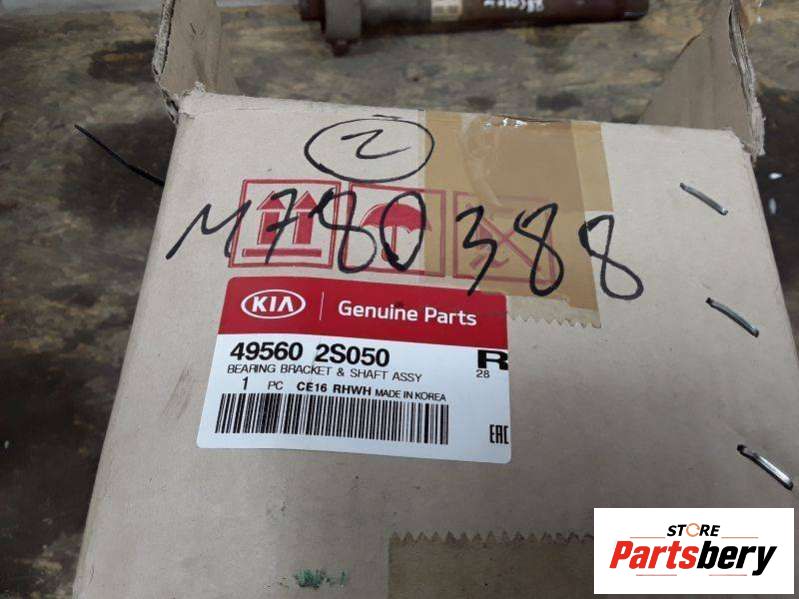 2
M780388
KIA Genuine Parts
49560 2S050 R
BEARING BRACKET & SHAFT ASSY 28
1 PC CE16 RHWH MADE IN KOREA
EAC
STORE
Partsbery